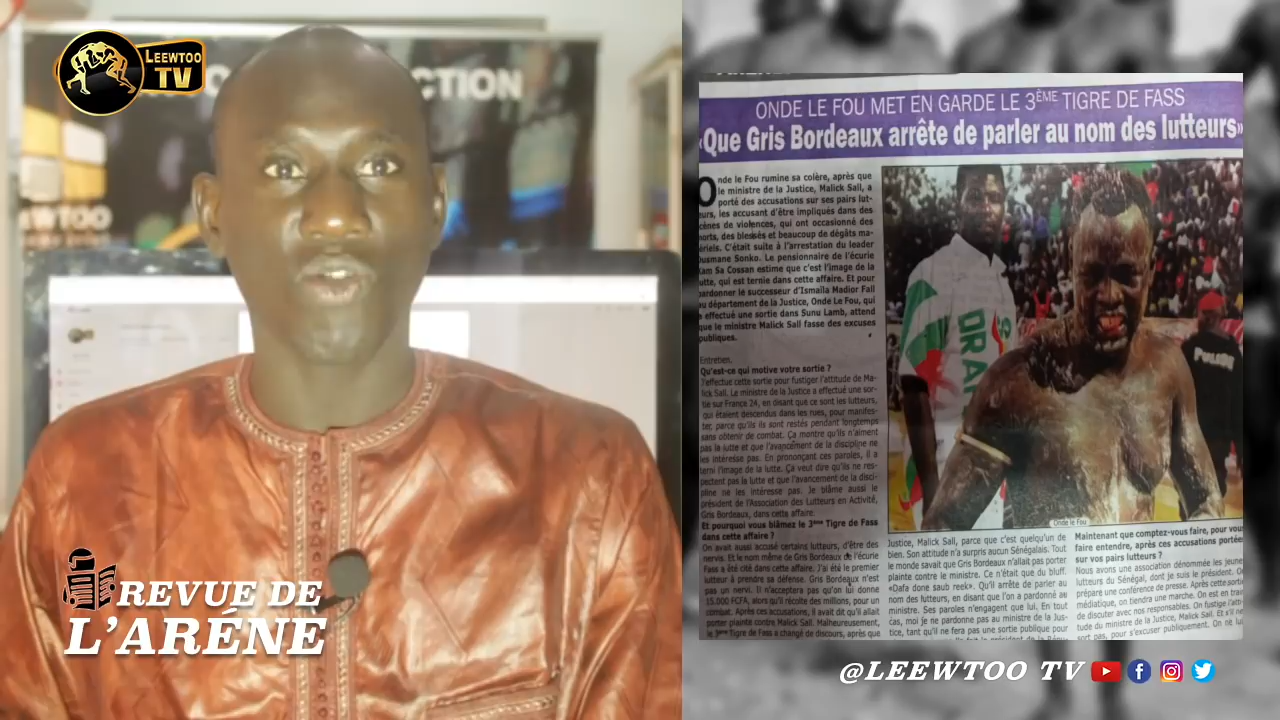 LEEWTOO
TV
CTION
EWTOO
REVUE DE
L'ARÉNE
ONDE LE FOU MET EN GARDE LE 3ÈME TIGRE DE FASS
«Que Gris Bordeaux arrête de parler au nom des lutteurs»
Onde le Fou rumine sa colère, après que
le ministre de la Justice, Malick Sall, a
porté des accusations sur ses pairs lut-
teurs, les accusant d'être impliqués dans des
scènes de violences, qui ont occasionné des
morts, des blessés et beaucoup de dégâts ma-
tériels. C'était suite à l'arrestation du leader
Ousmane Sonko. Le pensionnaire de l'écurie
Kam Sa Cossan estime que c'est l'image de la
lutte, qui est ternie dans cette affaire. Et pour
pardonner le successeur d'Ismaïla Madior Fall
au département de la Justice, Onde Le Fou, qui
a effectué une sortie dans Sunu Lamb, attend
que le ministre Malick Sall fasse des excuses
publiques.
Entretien.
Qu'est-ce qui motive votre sortie ?
J'effectue cette sortie pour fustiger l'attitude de Ma-
lick Sall. Le ministre de la Justice a effectué une sor-
tie sur France 24, en disant que ce sont les lutteurs,
qui étaient descendus dans les rues, pour manifes-
ter, parce qu'ils ils sont restés pendant longtemps
sans obtenir de combat. Ça montre qu'ils n'aiment
pas la lutte et que l'avancement de la discipline ne
les intéresse pas. En prononçant ces paroles, il a
terni l'image de la lutte. Ça veut dire qu'ils ne res-
pectent pas la lutte et que l'avancement de la disci-
pline ne les intéresse pas. Je blâme aussi le
président de l'Association des Lutteurs en Activité,
Gris Bordeaux, dans cette affaire.
Et pourquoi vous blâmez le 3ème Tigre de Fass
dans cette affaire ?
On avait aussi accusé certains lutteurs, d'être des
nervis. Et le nom même de Gris Bordeaux de l'écurie
Fass a été cité dans cette affaire. J'ai été le premier
lutteur à prendre sa défense. Gris Bordeaux n'est
pas un nervi. Il n'acceptera pas qu'on lui donne
15.000 FCFA, alors qu'il récolte des millions, pour un
combat. Après ces accusations, il avait dit qu'il allait
porter plainte contre Malick Sall. Malheureusement,
le 3ème Tigre de Fass a changé de discours, après que
DRA
POLICE
Onde le Fou
Justice, Malick Sall, parce que c'est quelqu'un de
bien. Son attitude n'a surpris aucun Sénégalais. Tout
le monde savait que Gris Bordeaux n'allait pas porter
plainte contre le ministre. Ce n'était que du bluff.
«Dafa done saub reek». Qu'il arrête de parler au
nom des lutteurs, en disant que l'on a pardonné au
ministre. Ses paroles n'engagent que lui. En tout
cas, moi je ne pardonne pas au ministre de la Jus-
tice, tant qu'il ne fera pas une sortie publique pour
Maintenant que comptez-vous faire, pour vous
faire entendre, après ces accusations portées
sur vos pairs lutteurs ?
Nous avons une association dénommée les jeunes
lutteurs du Sénégal, dont je suis le président. On
prépare une conférence de presse. Après cette partie
médiatique, on tiendra une marche. On est en train
de discuter avec nos responsables. On fustige l'atti-
tude du ministre de la Justice, Malick Sall. Et s'il ne
sort pas, pour s'excuser publiquement. On ne lui
@LEEWTOO TV